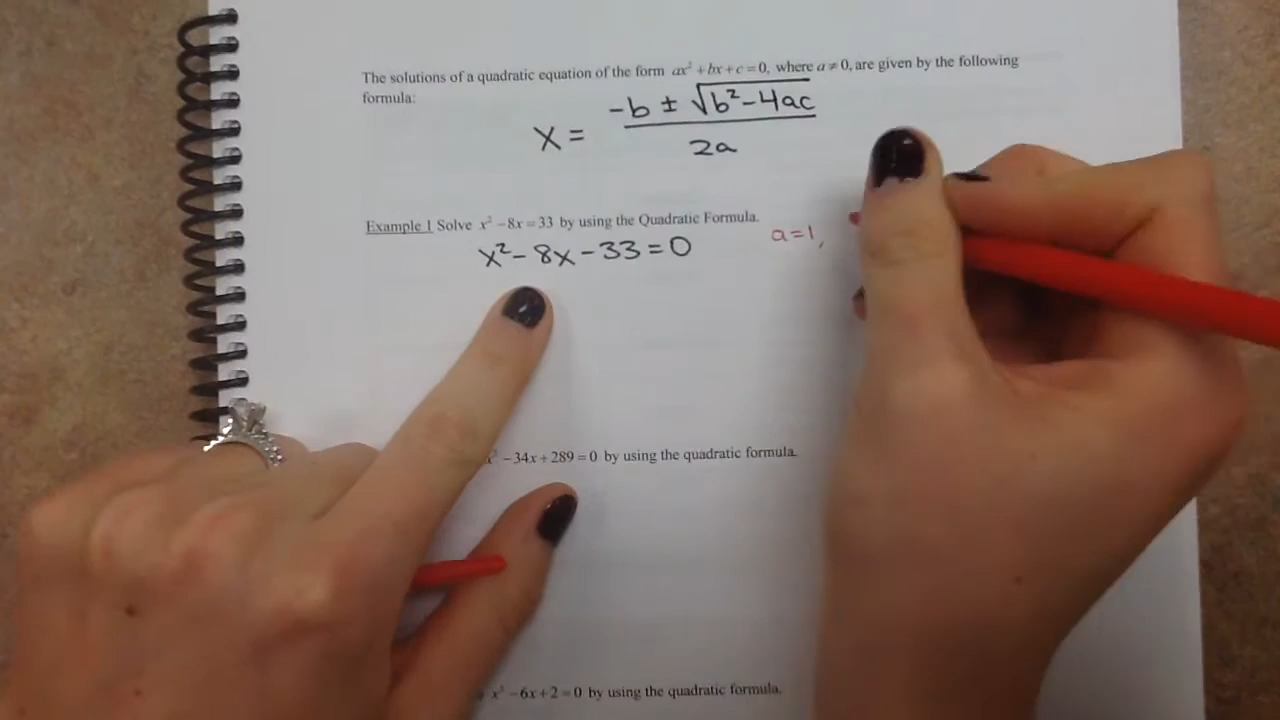 The solutions of a quadratic equation of the form ax² + bx + c = 0, where a ≠ 0, are given by the following
formula:
x = (-b ± √(b² - 4ac)) / 2a
Example 1 Solve x² - 8x = 33 by using the Quadratic Formula.
x² - 8x - 33 = 0 a = 1,
- 34x + 289 = 0 by using the quadratic formula.
x² - 6x + 2 = 0 by using the quadratic formula.